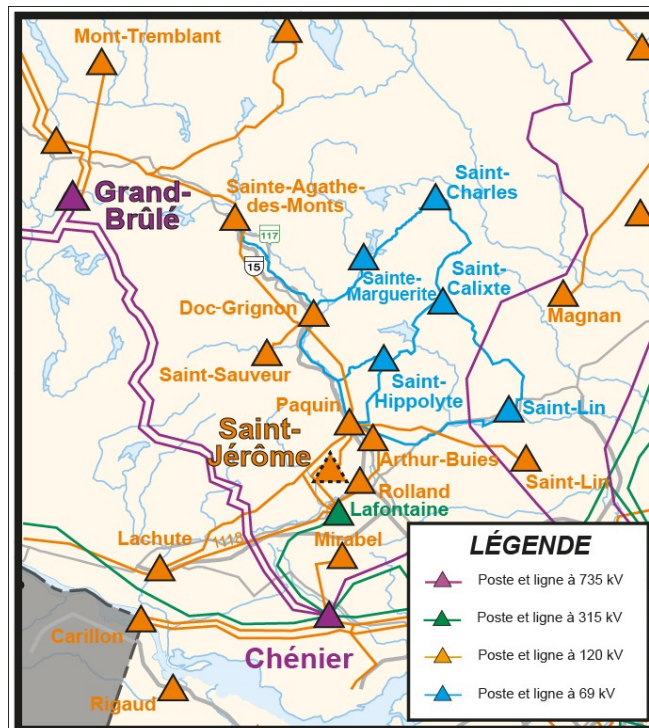 Mont-Tremblant
Grand-
Brûlé
Sainte-Agathe-
des-Monts
117
15
Saint-
Charles
Sainte-
Marguerite
Saint-
Calixte
Doc-Grignon
Magnan
Saint-Sauveur
Saint-
Hippolyte
Paquin
Saint-Lin
Saint-
Jérôme
Arthur-Buies
Saint-Lin
Rolland
Lafontaine
1118
Lachute
Mirabel
Carillon
Chénier
Rigaud
LÉGENDE
Poste et ligne à 735 kV
Poste et ligne à 315 kV
Poste et ligne à 120 kV
Poste et ligne à 69 kV